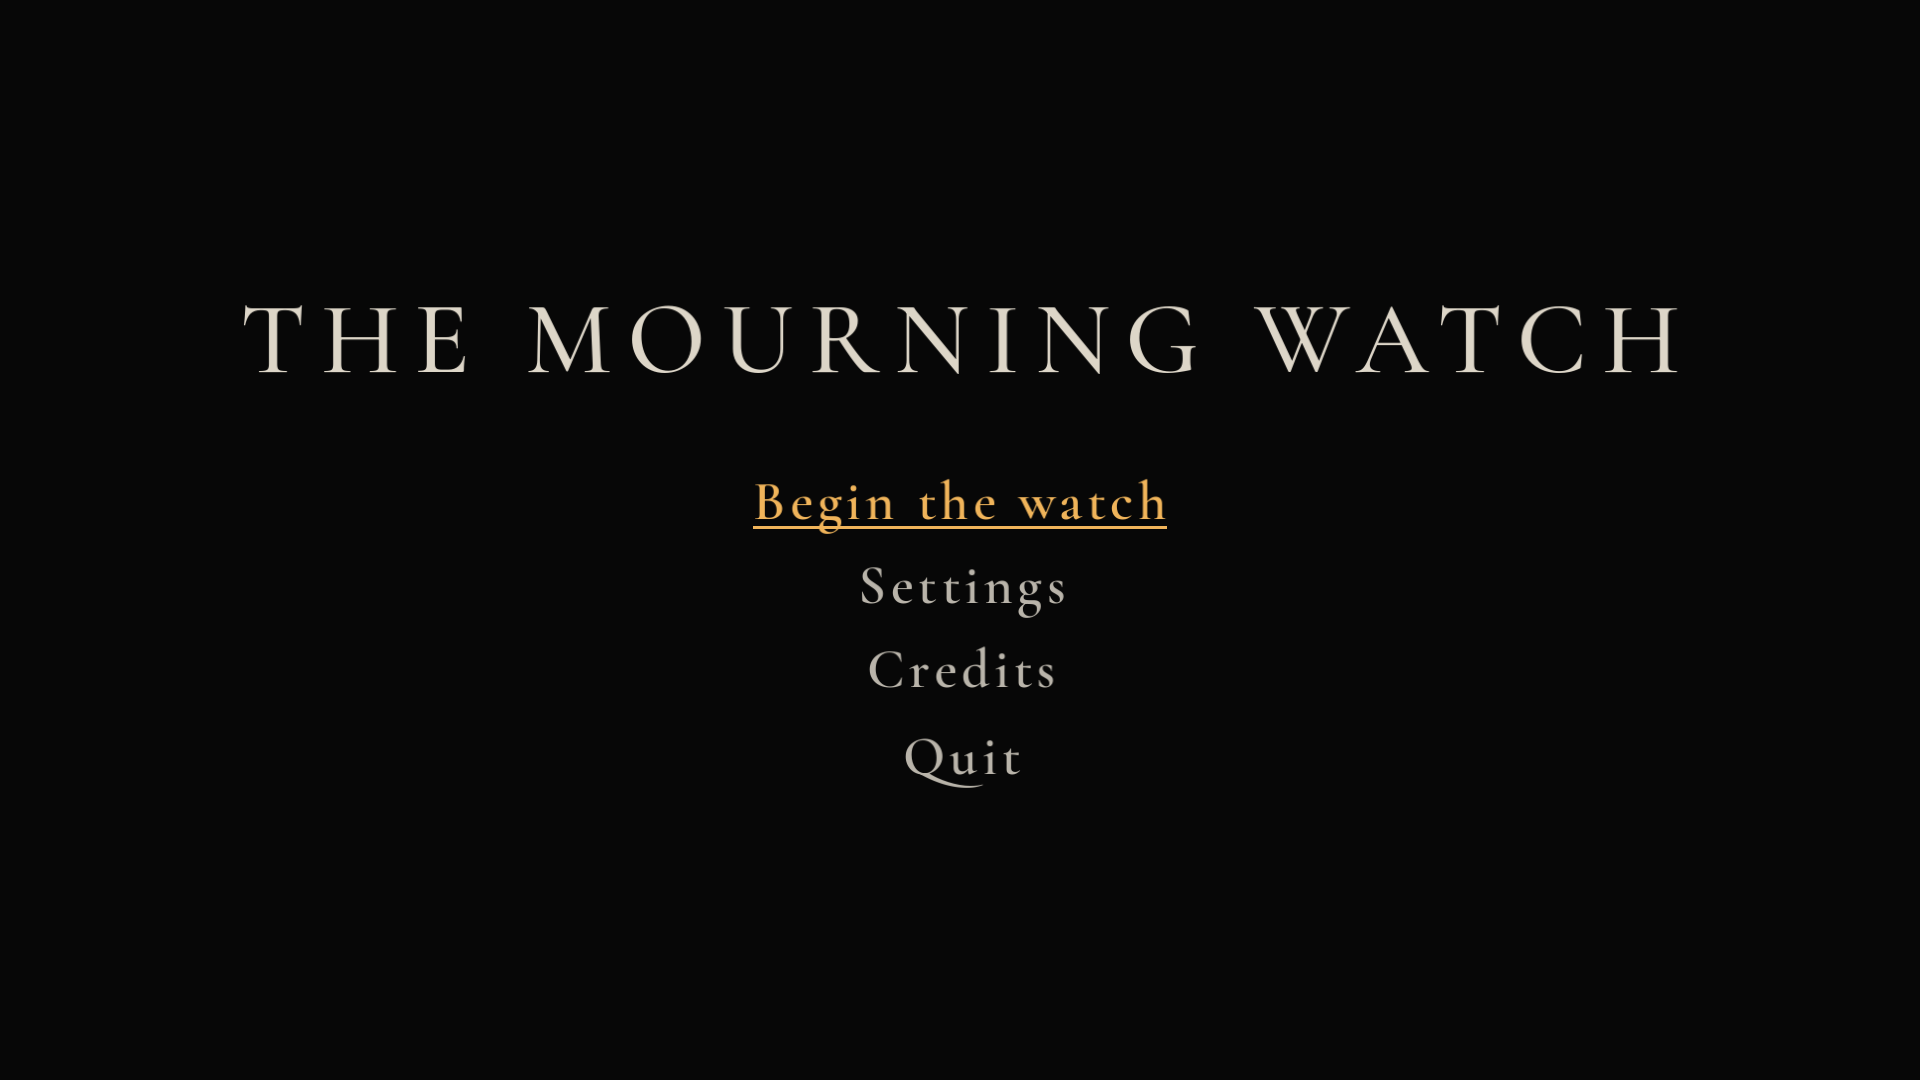 THE MOURNING WATCH
Begin the watch
Settings
Credits
Quit